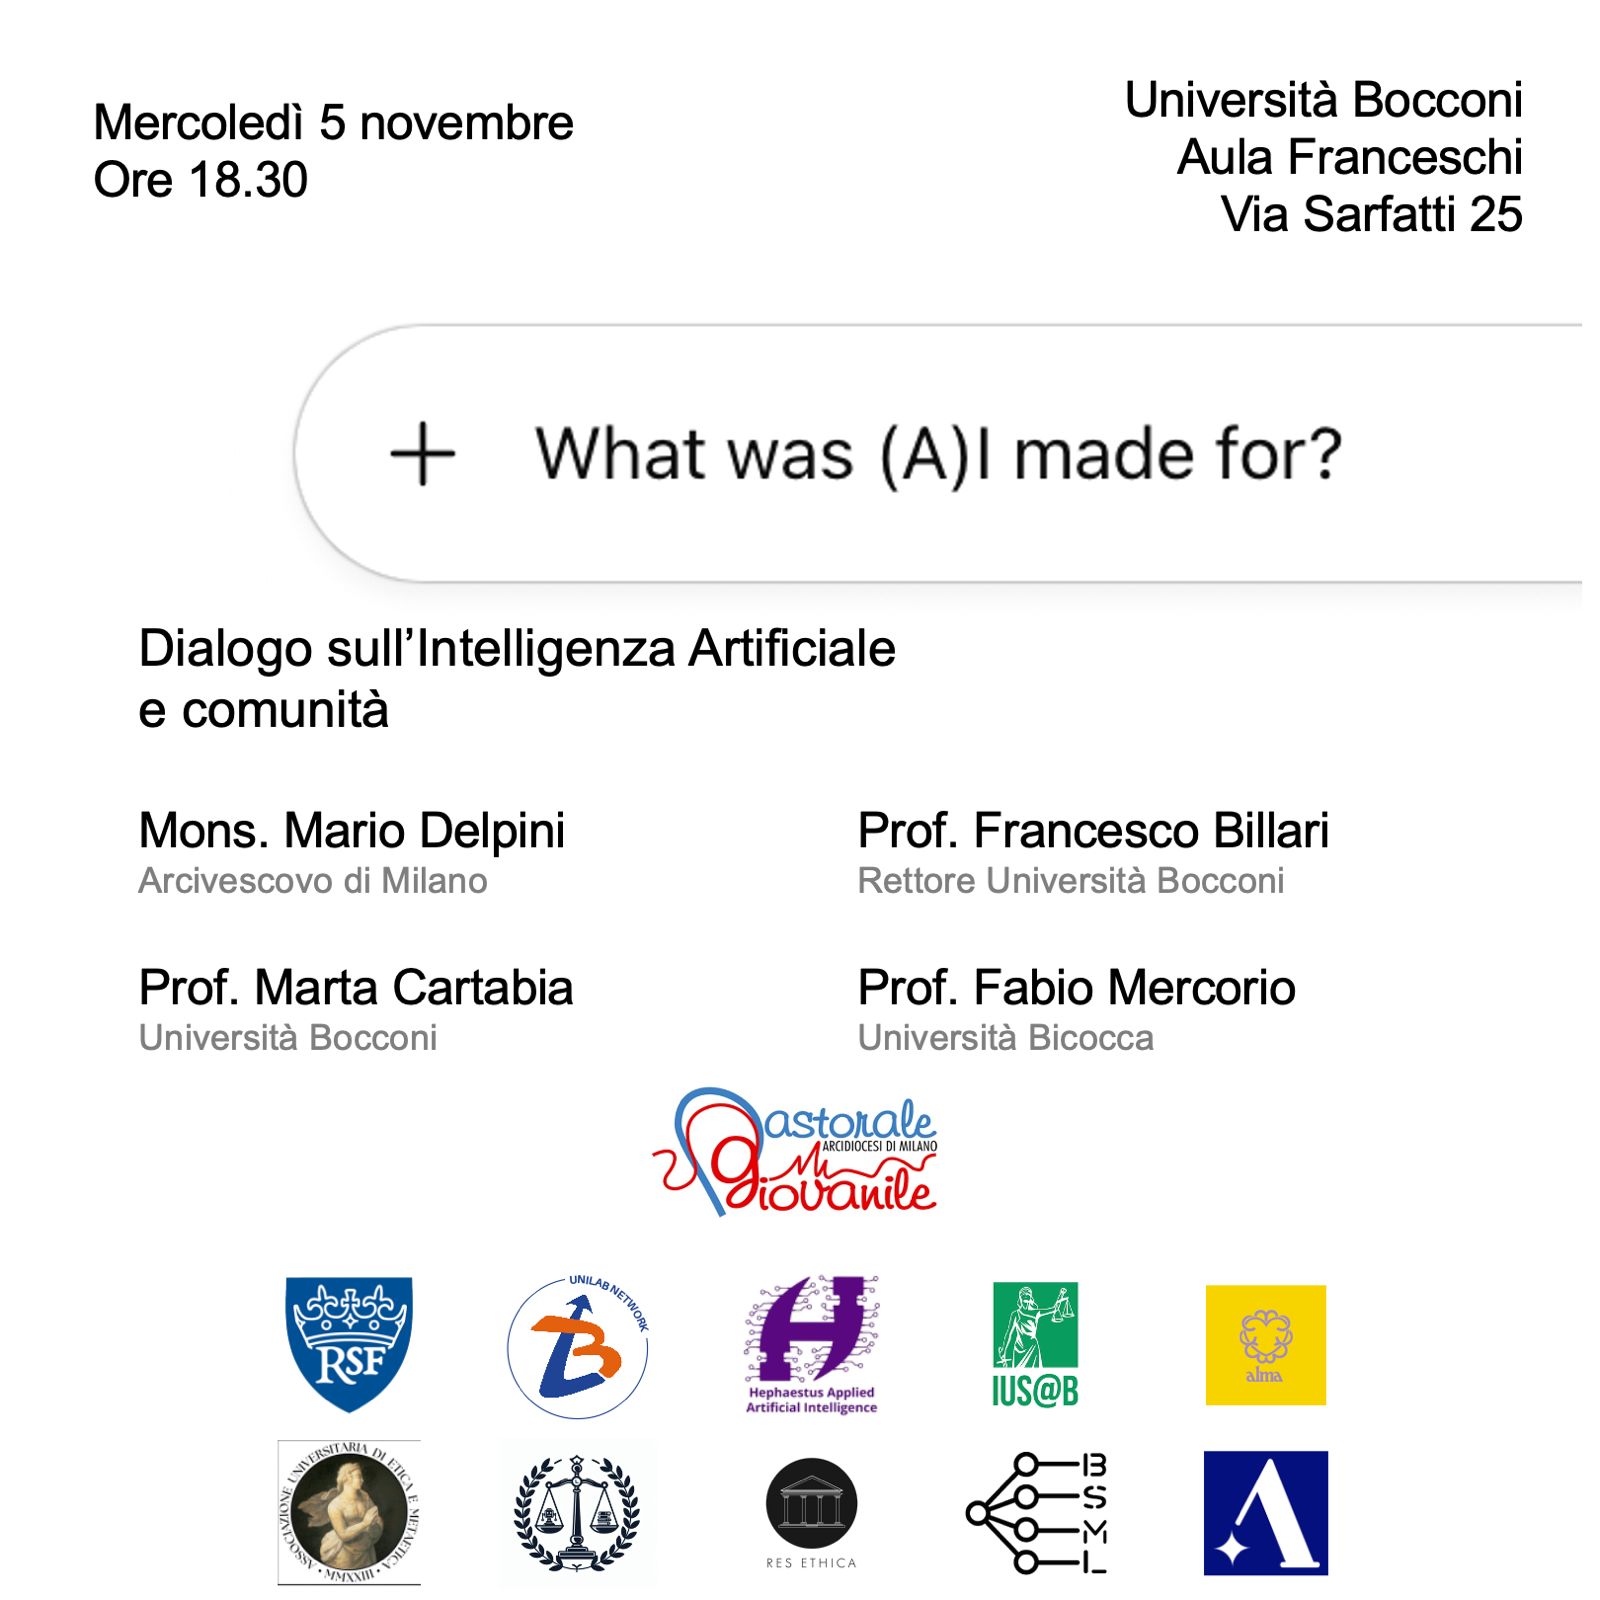 Mercoledì 5 novembre
Ore 18.30
Università Bocconi
Aula Franceschi
Via Sarfatti 25
+ What was (A)I made for?
Dialogo sull’Intelligenza Artificiale
e comunità
Mons. Mario Delpini
Arcivescovo di Milano
Prof. Francesco Billari
Rettore Università Bocconi
Prof. Marta Cartabia
Università Bocconi
Prof. Fabio Mercorio
Università Bicocca
Pastorale
ARCIDIOCESI DI MILANO
giovanile
RSF
UNILAB NETWORK
B
Hephaestus Applied
Artificial Intelligence
IUS@B
alma
ASSOCIAZIONE UNIVERSITARIA DI ETICA E METAETICA
• MMXXIII •
RES ETHICA
B
S
M
L